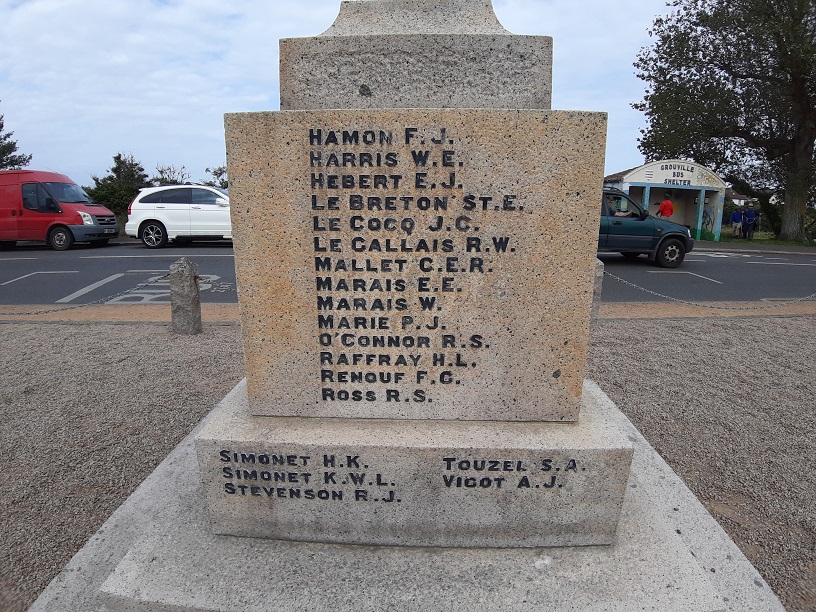 HAMON F.J.
HARRIS W.E.
HEBERT E.J.
LE BRETON ST.E.
LE COCQ J.C.
LE GALLAIS R.W.
MALLET C.E.R.
MARAIS E.E.
MARAIS W.
MARIE P.J.
O'CONNOR R.S.
RAFFRAY H.L.
RENOUF F.G.
ROSS R.S.
SIMONET H.K.
SIMONET K.W.L.
STEVENSON R.J.
TOUZEL S.A.
VIGOT A.J.
GROUVILLE
BUS
SHELTER